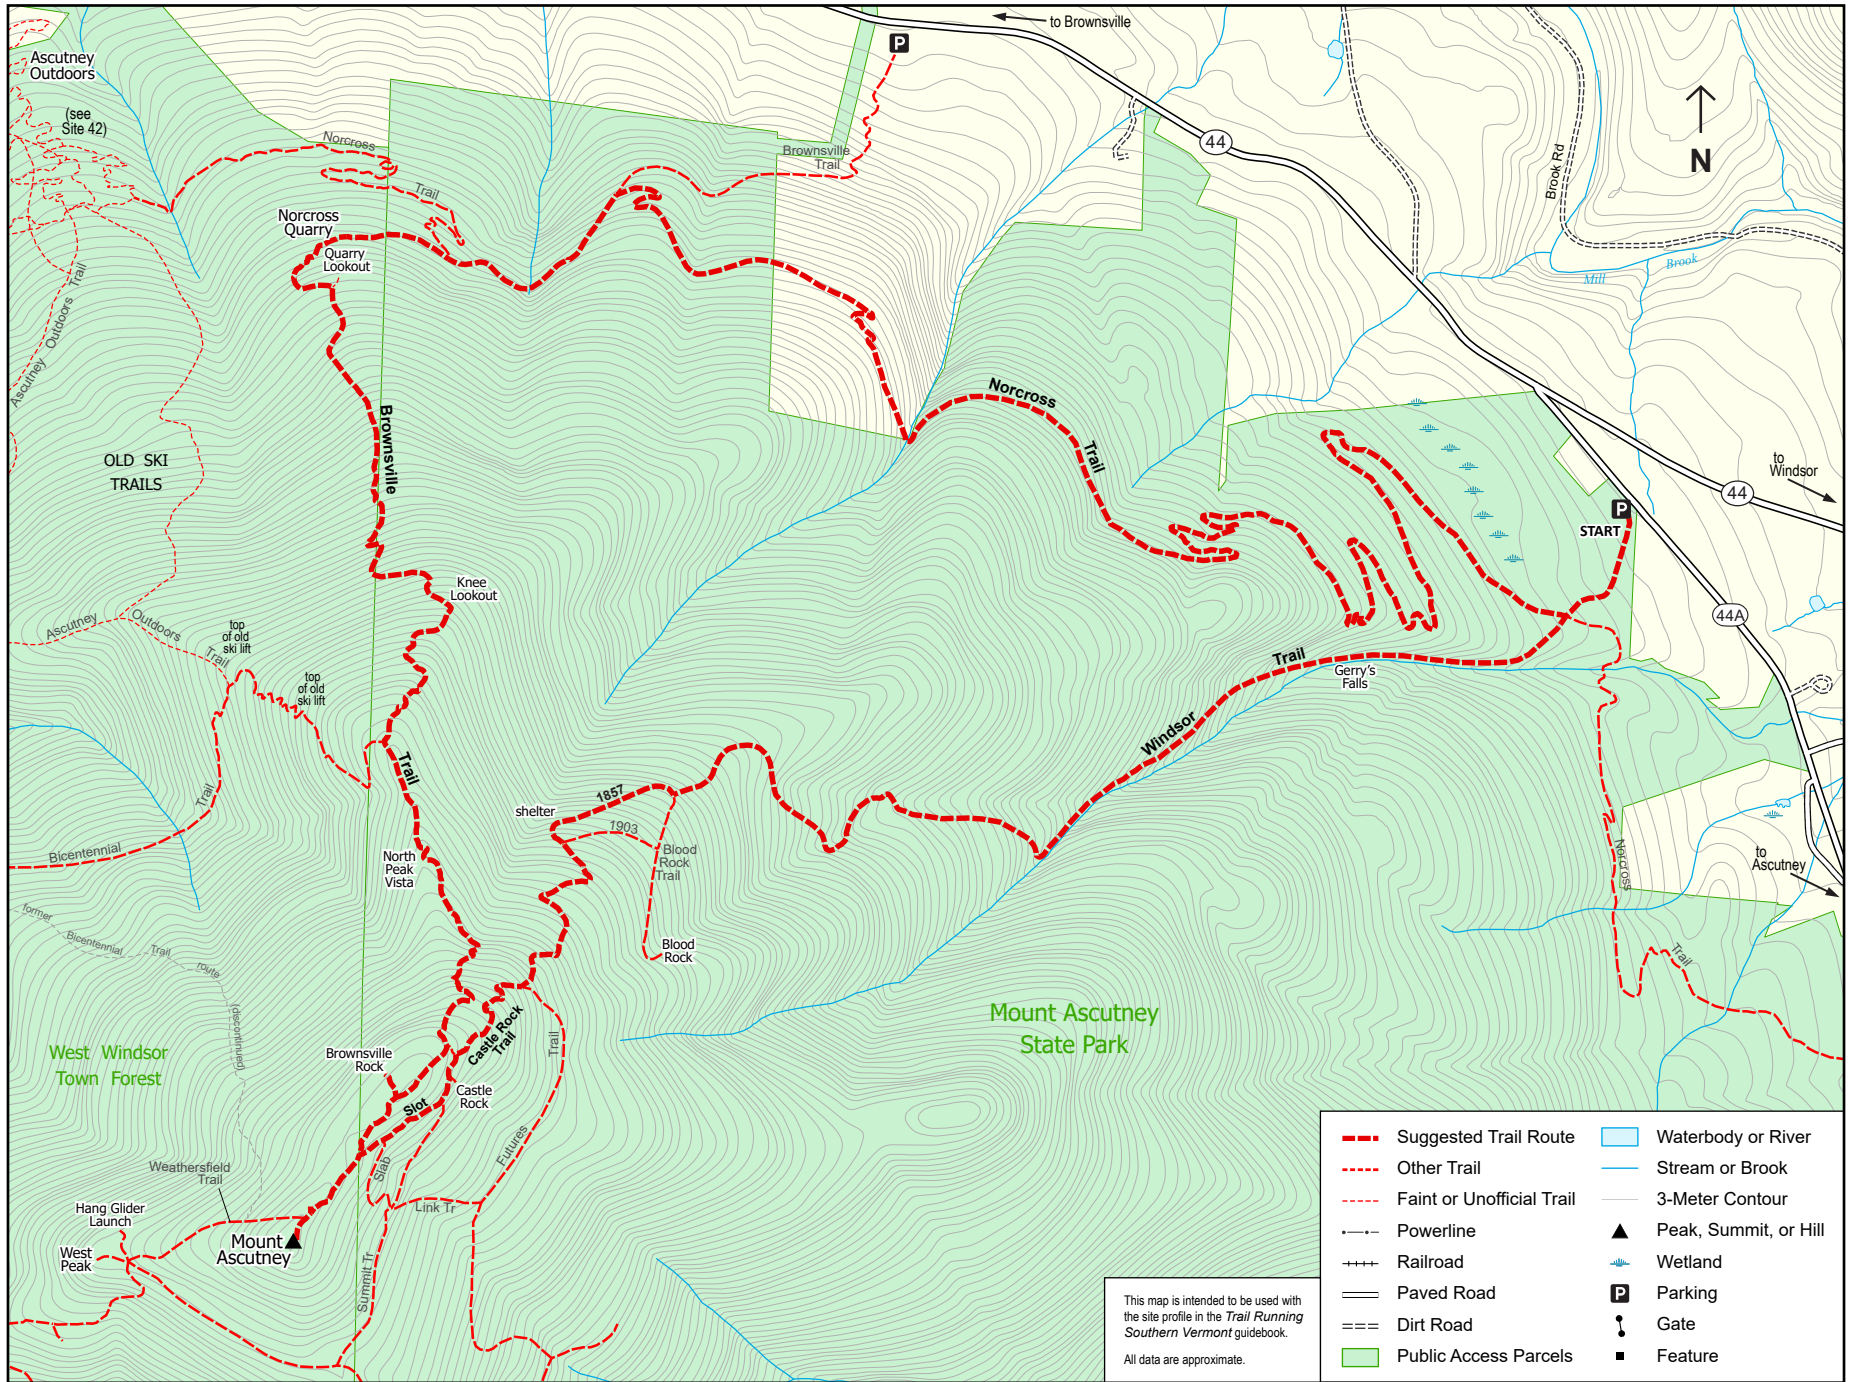 to Brownsville
P
Ascutney
Outdoors
(see
Site 42)
Norcross
Trail
Brownsville
Trail
44
Brook Rd
N
Norcross
Quarry
Quarry
Lookout
Mill
Brook
Ascutney Outdoors Trail
Norcross
Trail
Brownsville
OLD SKI
TRAILS
to
Windsor
44
P
START
Knee
Lookout
44A
Ascutney
Outdoors
Trail
top
of old
ski lift
top
of old
ski lift
Trail
Gerry's
Falls
Windsor
Trail
Trail
Bicentennial
shelter
1857
1903
Blood
Rock
Trail
North
Peak
Vista
to
Ascutney
Norcross
Trail
former
Bicentennial
Trail
route
(discontinued)
Blood
Rock
Mount Ascutney
State Park
West Windsor
Town Forest
Brownsville
Rock
Castle Rock
Trail
Trail
Castle
Rock
Slot
Futures
Slab
Weathersfield
Trail
Link Tr
Hang Glider
Launch
West
Peak
Mount
Ascutney
Summit Tr
This map is intended to be used with
the site profile in the Trail Running
Southern Vermont guidebook.
All data are approximate.
Suggested Trail Route
Other Trail
Faint or Unofficial Trail
Powerline
Railroad
Paved Road
Dirt Road
Public Access Parcels
Waterbody or River
Stream or Brook
3-Meter Contour
Peak, Summit, or Hill
Wetland
P Parking
Gate
Feature